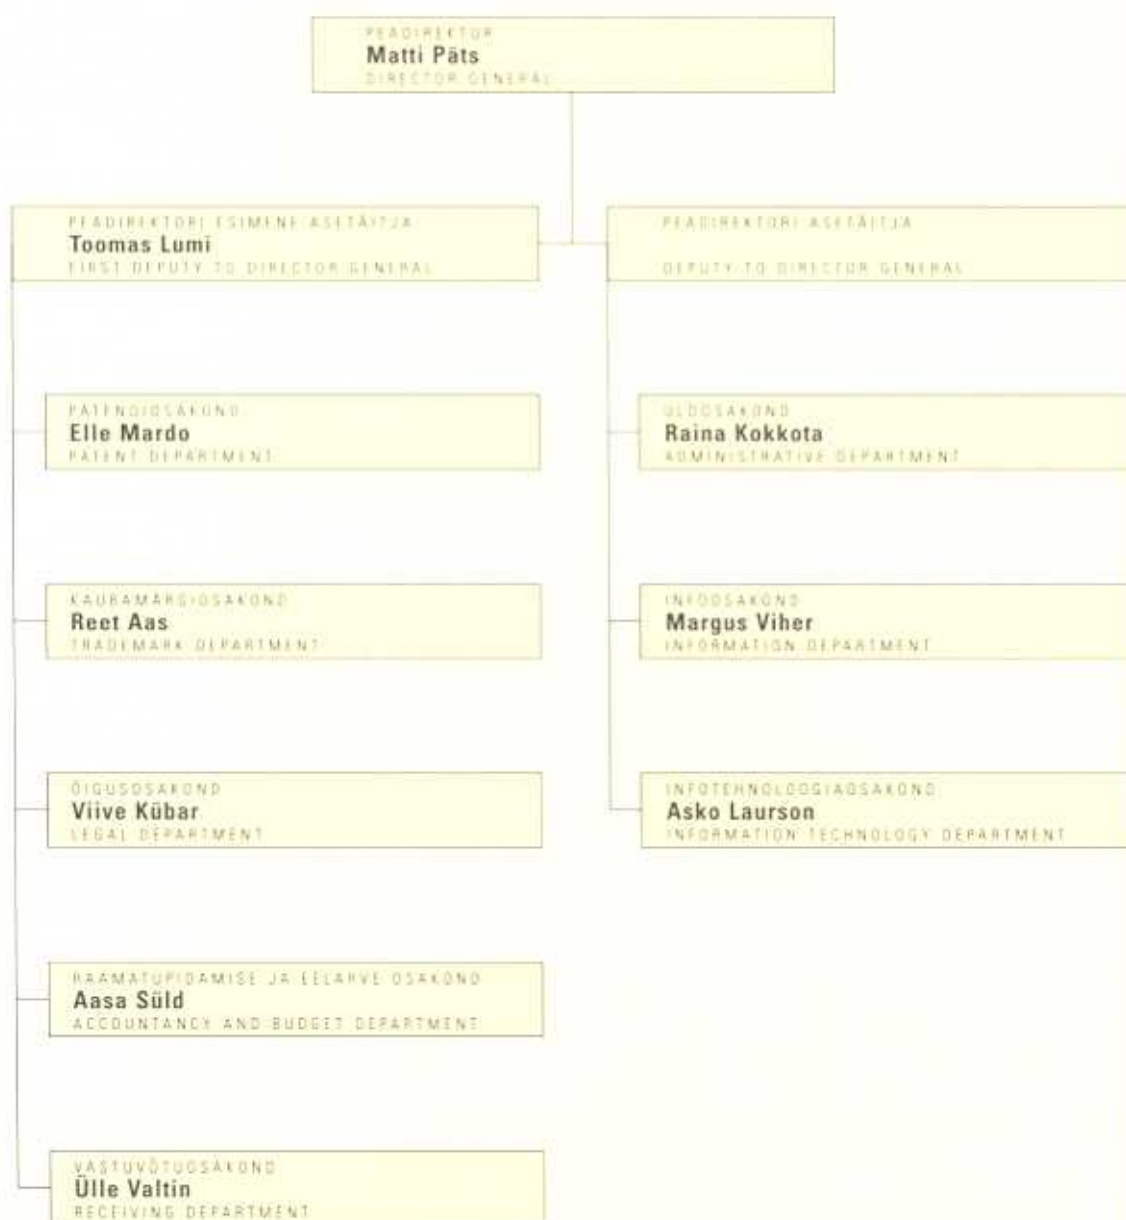 PEADIREKTOR
Matti Päts
DIRECTOR GENERAL
PEADIREKTORI ESIMENE ASETÄITJA
Toomas Lumi
FIRST DEPUTY TO DIRECTOR GENERAL
PATENDIOSAKOND
Elle Mardo
PATENT DEPARTMENT
KAUBAMÄRGIOSAKOND
Reet Aas
TRADEMARK DEPARTMENT
ÕIGUSOSAKOND
Viive Kübar
LEGAL DEPARTMENT
RAAMATUPIDAMISE JA EELARVE OSAKOND
Aasa Süld
ACCOUNTANCY AND BUDGET DEPARTMENT
VASTUVÕTUOSAKOND
Ülle Valtin
RECEIVING DEPARTMENT
PEADIREKTORI ASETÄITJA
DEPUTY TO DIRECTOR GENERAL
ÜLDOSAKOND
Raina Kokkota
ADMINISTRATIVE DEPARTMENT
INFOOSAKOND
Margus Viher
INFORMATION DEPARTMENT
INFOTEHNOLOOGIAOSAKOND
Asko Laurson
INFORMATION TECHNOLOGY DEPARTMENT